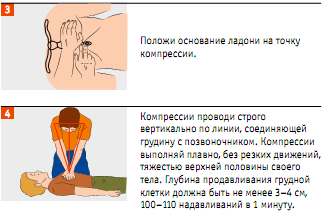 3
Положи основание ладони на точку
компрессии.
4
Компрессии проводи строго
вертикально по линии, соединяющей
грудину с позвоночником. Компрессии
выполняй плавно, без резких движений,
тяжестью верхней половины своего
тела. Глубина продавливания грудной
клетки должна быть не менее 3–4 см,
100–110 надавливаний в 1 минуту.